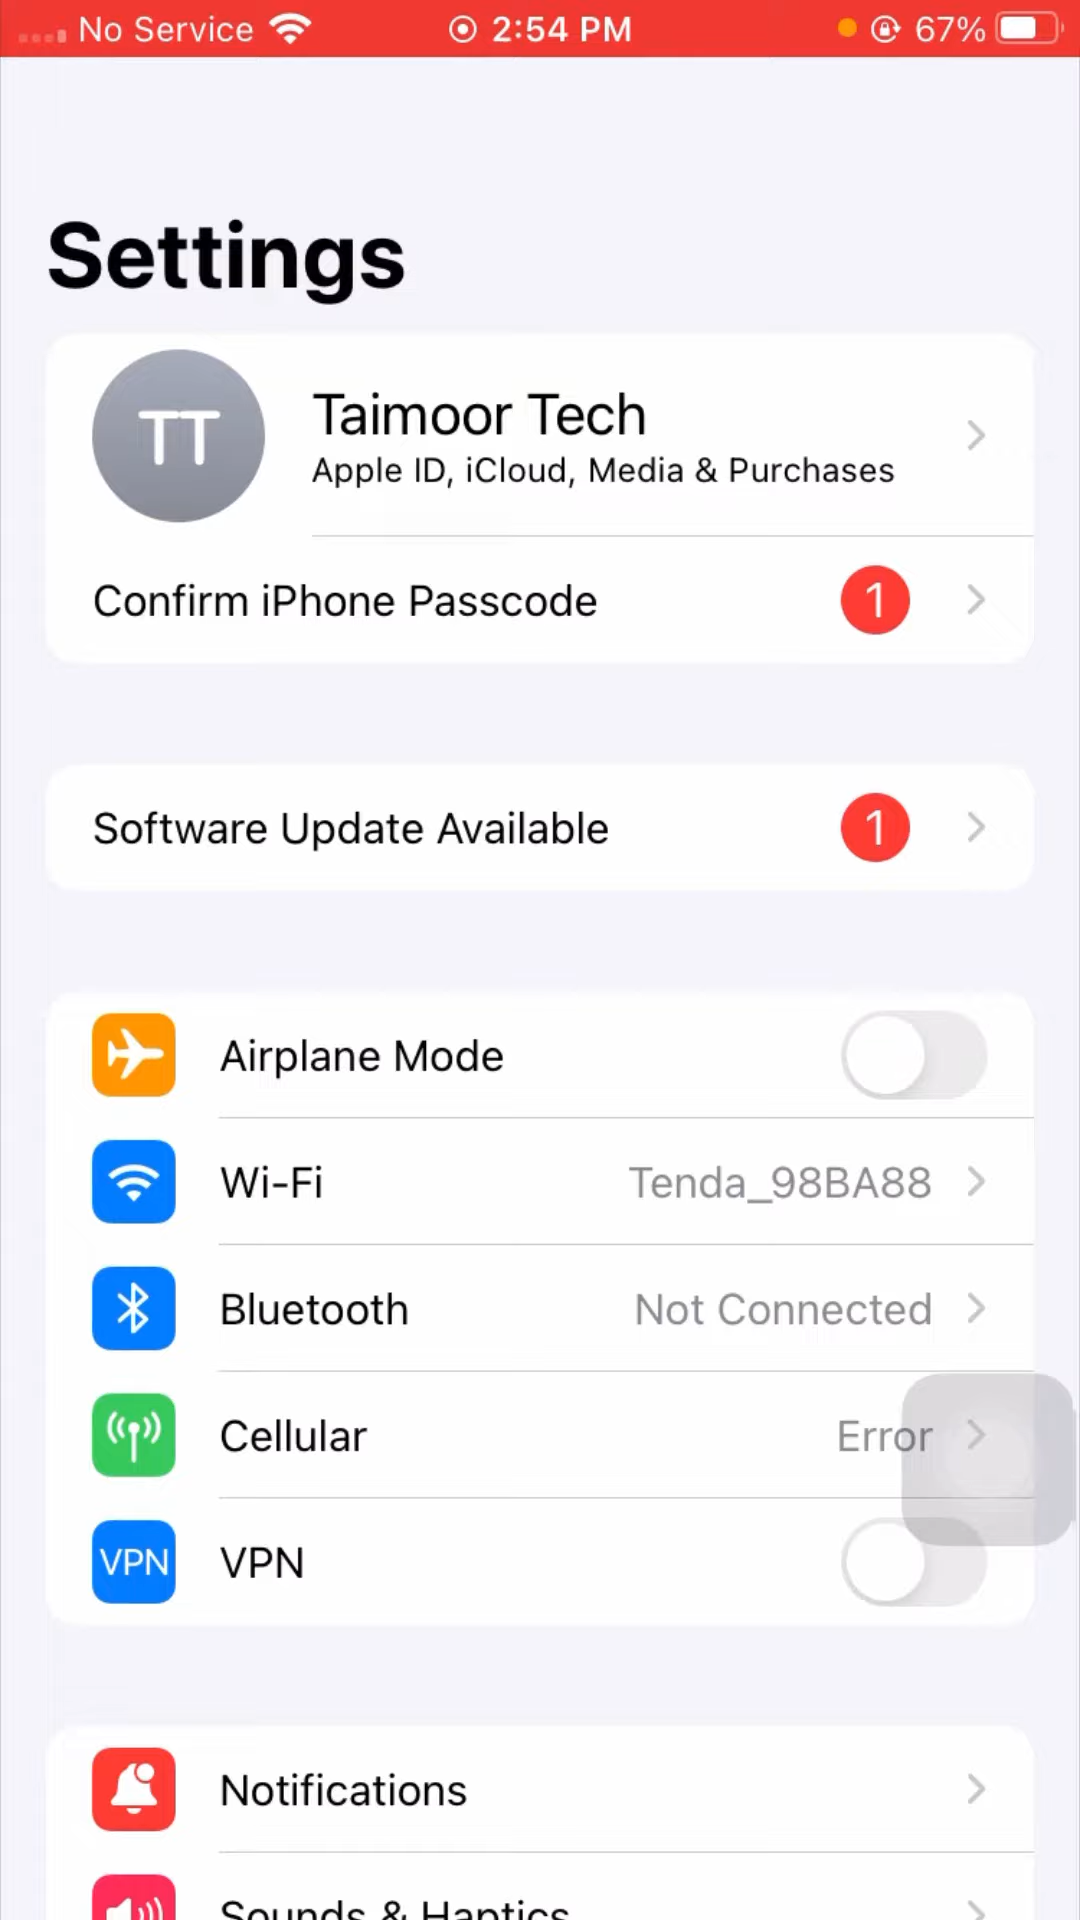 No Service 2:54 PM 67%
Settings
TT
Taimoor Tech
Apple ID, iCloud, Media & Purchases
Confirm iPhone Passcode 1
Software Update Available 1
Airplane Mode
Wi-Fi Tenda_98BA88
Bluetooth Not Connected
Cellular Error
VPN VPN
Notifications
Sounds & Haptics